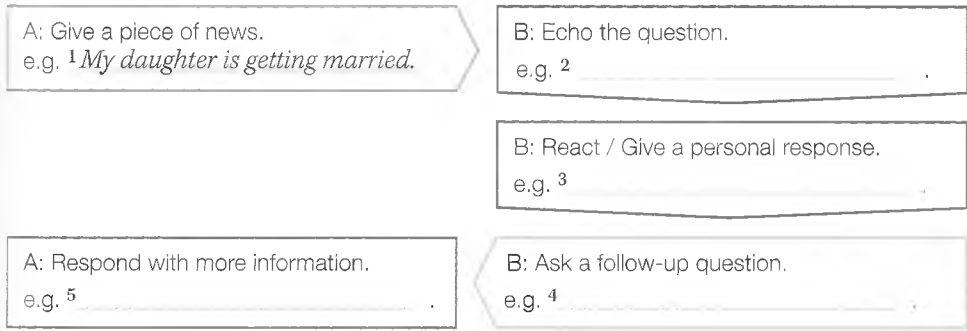 A: Give a piece of news.
e.g. 1 My daughter is getting married.
B: Echo the question.
e.g. 2 .
B: React / Give a personal response.
e.g. 3 .
B: Ask a follow-up question.
e.g. 4 .
A: Respond with more information.
e.g. 5 .